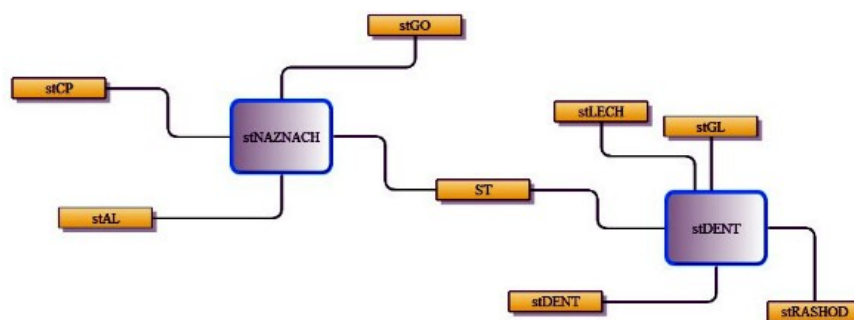 stGO
stCP
stNAZNACH
stLECH
stGL
ST
stAL
stDENT
stDENT
stRASHOD